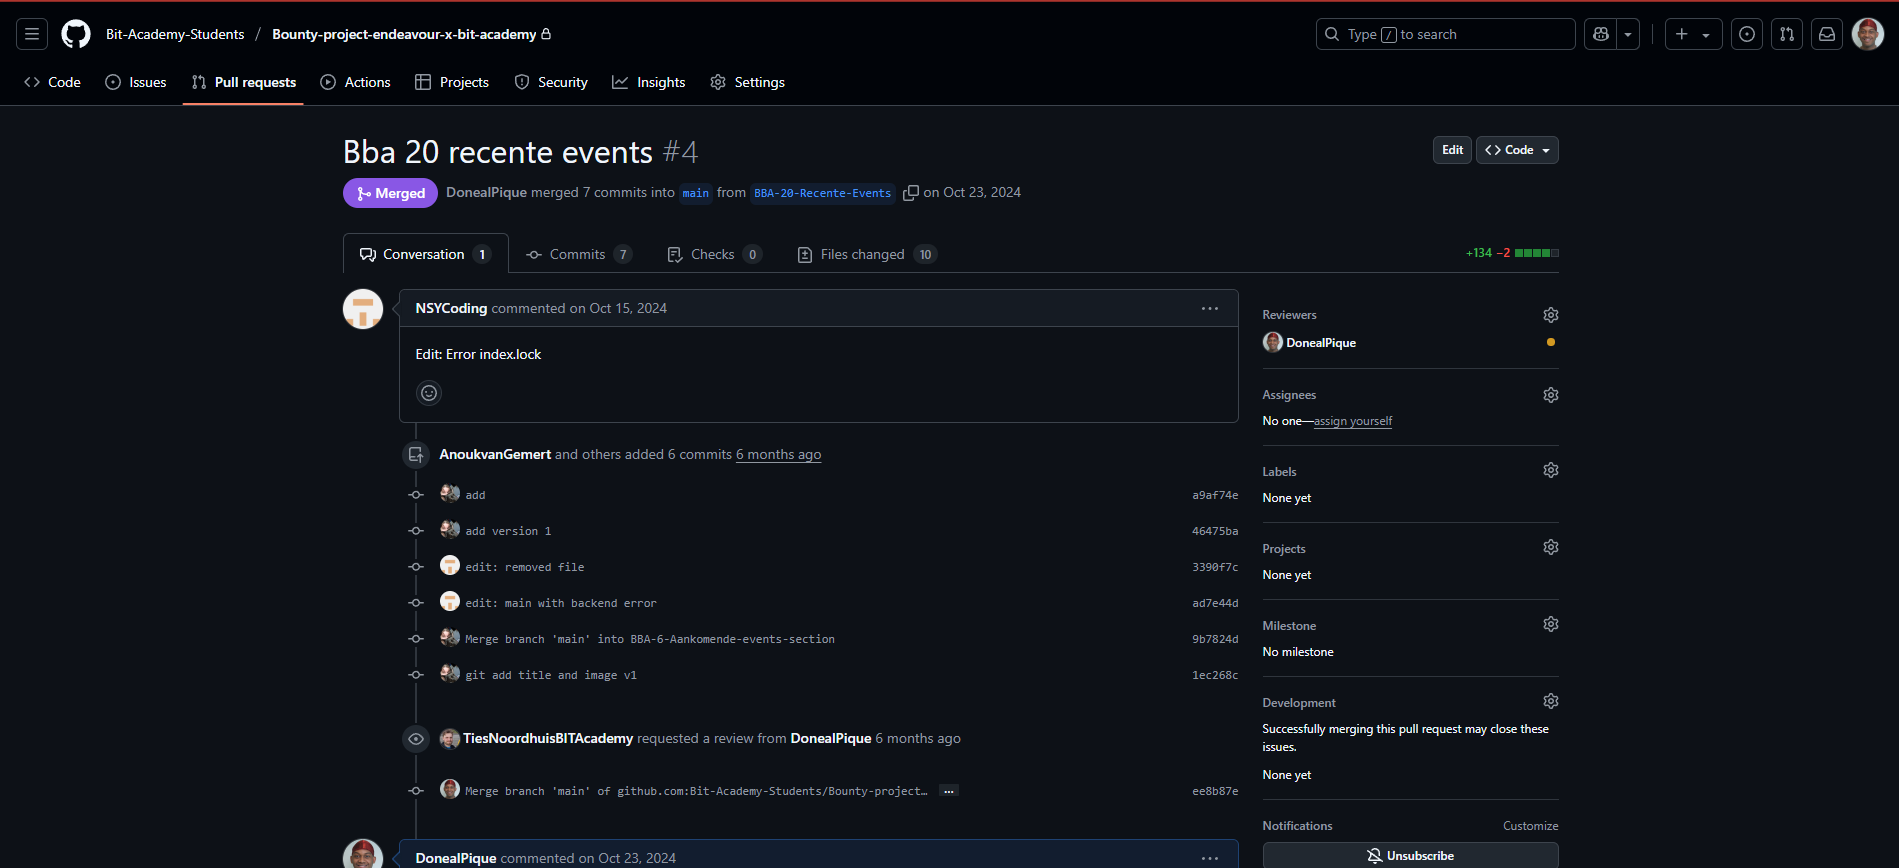 Bit-Academy-Students / Bounty-project-endeavour-x-bit-academy
Type / to search
Code Issues Pull requests Actions Projects Security Insights Settings
Bba 20 recente events #4
Edit
Code
Merged
DonealPique merged 7 commits into main from BBA-20-Recente-Events on Oct 23, 2024
Conversation 1 Commits 7 Checks 0 Files changed 10
+134 −2
NSYCoding commented on Oct 15, 2024
...
Edit: Error index.lock
AnoukvanGemert and others added 6 commits 6 months ago
add a9af74e
add version 1 46475ba
edit: removed file 3390f7c
edit: main with backend error ad7e44d
Merge branch 'main' into BBA-6-Aankomende-events-section 9b7824d
git add title and image v1 1ec268c
TiesNoordhuisBITAcademy requested a review from DonealPique 6 months ago
Merge branch 'main' of github.com:Bit-Academy-Students/Bounty-project… ... ee8b87e
DonealPique commented on Oct 23, 2024
...
Reviewers
DonealPique
Assignees
No one—assign yourself
Labels
None yet
Projects
None yet
Milestone
No milestone
Development
Successfully merging this pull request may close these
issues.
None yet
Notifications Customize
Unsubscribe